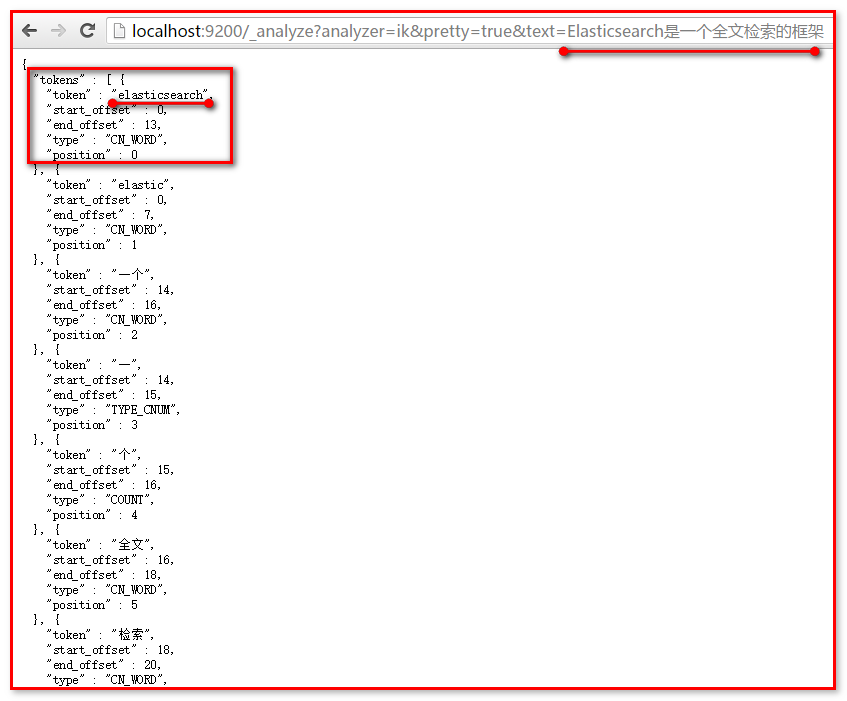 localhost:9200/_analyze?analyzer=ik&pretty=true&text=Elasticsearch是一个全文检索的框架
{
"tokens" : [ {
"token" : "elasticsearch",
"start_offset" : 0,
"end_offset" : 13,
"type" : "CN_WORD",
"position" : 0
}, {
"token" : "elastic",
"start_offset" : 0,
"end_offset" : 7,
"type" : "CN_WORD",
"position" : 1
}, {
"token" : "一个",
"start_offset" : 14,
"end_offset" : 16,
"type" : "CN_WORD",
"position" : 2
}, {
"token" : "一",
"start_offset" : 14,
"end_offset" : 15,
"type" : "TYPE_CNUM",
"position" : 3
}, {
"token" : "个",
"start_offset" : 15,
"end_offset" : 16,
"type" : "COUNT",
"position" : 4
}, {
"token" : "全文",
"start_offset" : 16,
"end_offset" : 18,
"type" : "CN_WORD",
"position" : 5
}, {
"token" : "检索",
"start_offset" : 18,
"end_offset" : 20,
"type" : "CN_WORD",